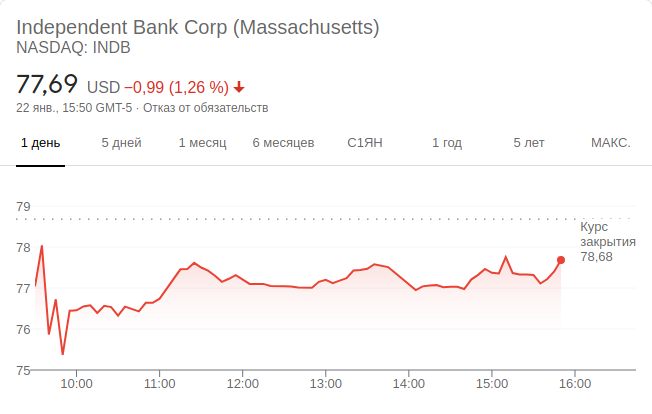 Independent Bank Corp (Massachusetts)
NASDAQ: INDB
77,69 USD −0,99 (1,26 %)
22 янв., 15:50 GMT-5 · Отказ от обязательств
1 день 5 дней 1 месяц 6 месяцев С1ЯН 1 год 5 лет МАКС.
79
Курс
закрытия
78,68
78
77
76
75
10:00 11:00 12:00 13:00 14:00 15:00 16:00